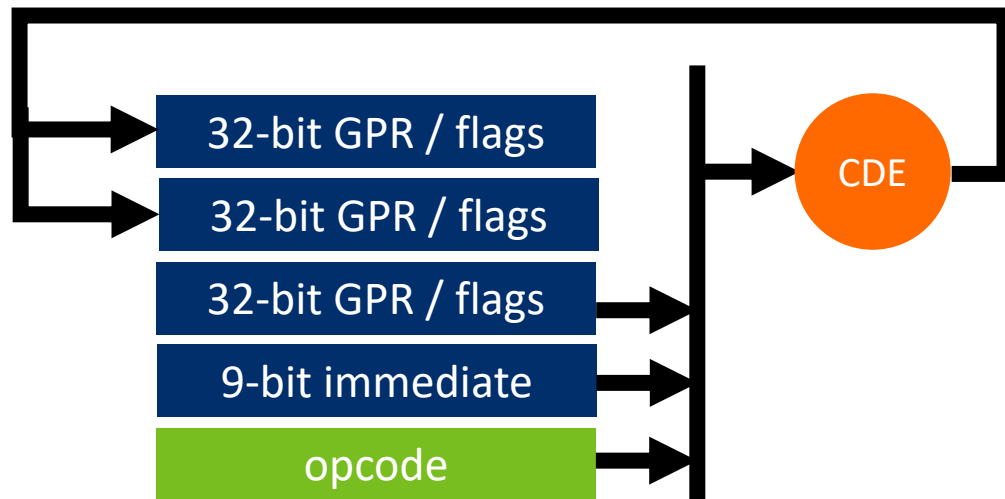 32-bit GPR / flags
32-bit GPR / flags
32-bit GPR / flags
9-bit immediate
opcode
CDE